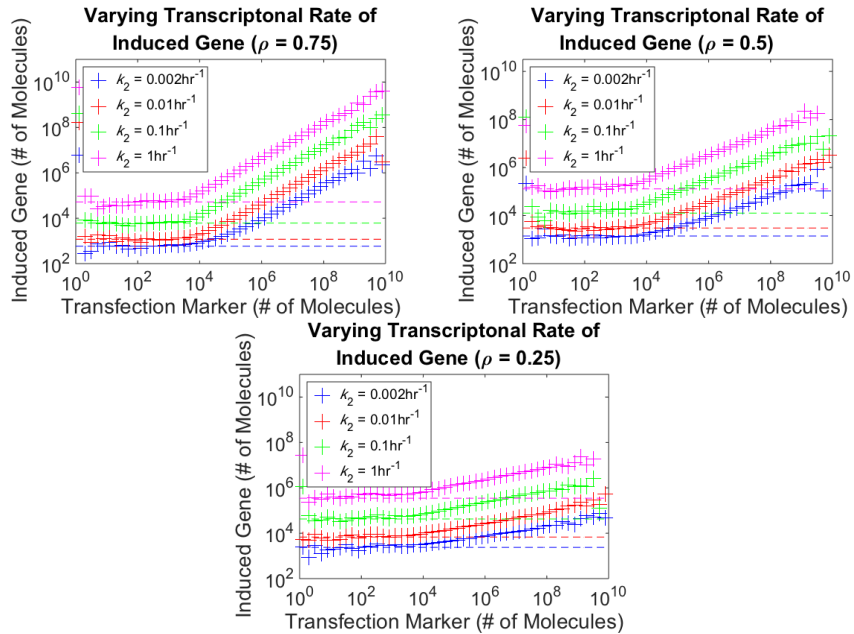 Varying Transcriptonal Rate of
Induced Gene (ρ = 0.75)
Induced Gene (# of Molecules)
10^10
10^8
10^6
10^4
10^2
k2 = 0.002hr^-1
k2 = 0.01hr^-1
k2 = 0.1hr^-1
k2 = 1hr^-1
10^0 10^2 10^4 10^6 10^8 10^10
Transfection Marker (# of Molecules)
Varying Transcriptonal Rate of
Induced Gene (ρ = 0.5)
Induced Gene (# of Molecules)
10^10
10^8
10^6
10^4
10^2
k2 = 0.002hr^-1
k2 = 0.01hr^-1
k2 = 0.1hr^-1
k2 = 1hr^-1
10^0 10^2 10^4 10^6 10^8 10^10
Transfection Marker (# of Molecules)
Varying Transcriptonal Rate of
Induced Gene (ρ = 0.25)
Induced Gene (# of Molecules)
10^10
10^8
10^6
10^4
10^2
k2 = 0.002hr^-1
k2 = 0.01hr^-1
k2 = 0.1hr^-1
k2 = 1hr^-1
10^0 10^2 10^4 10^6 10^8 10^10
Transfection Marker (# of Molecules)